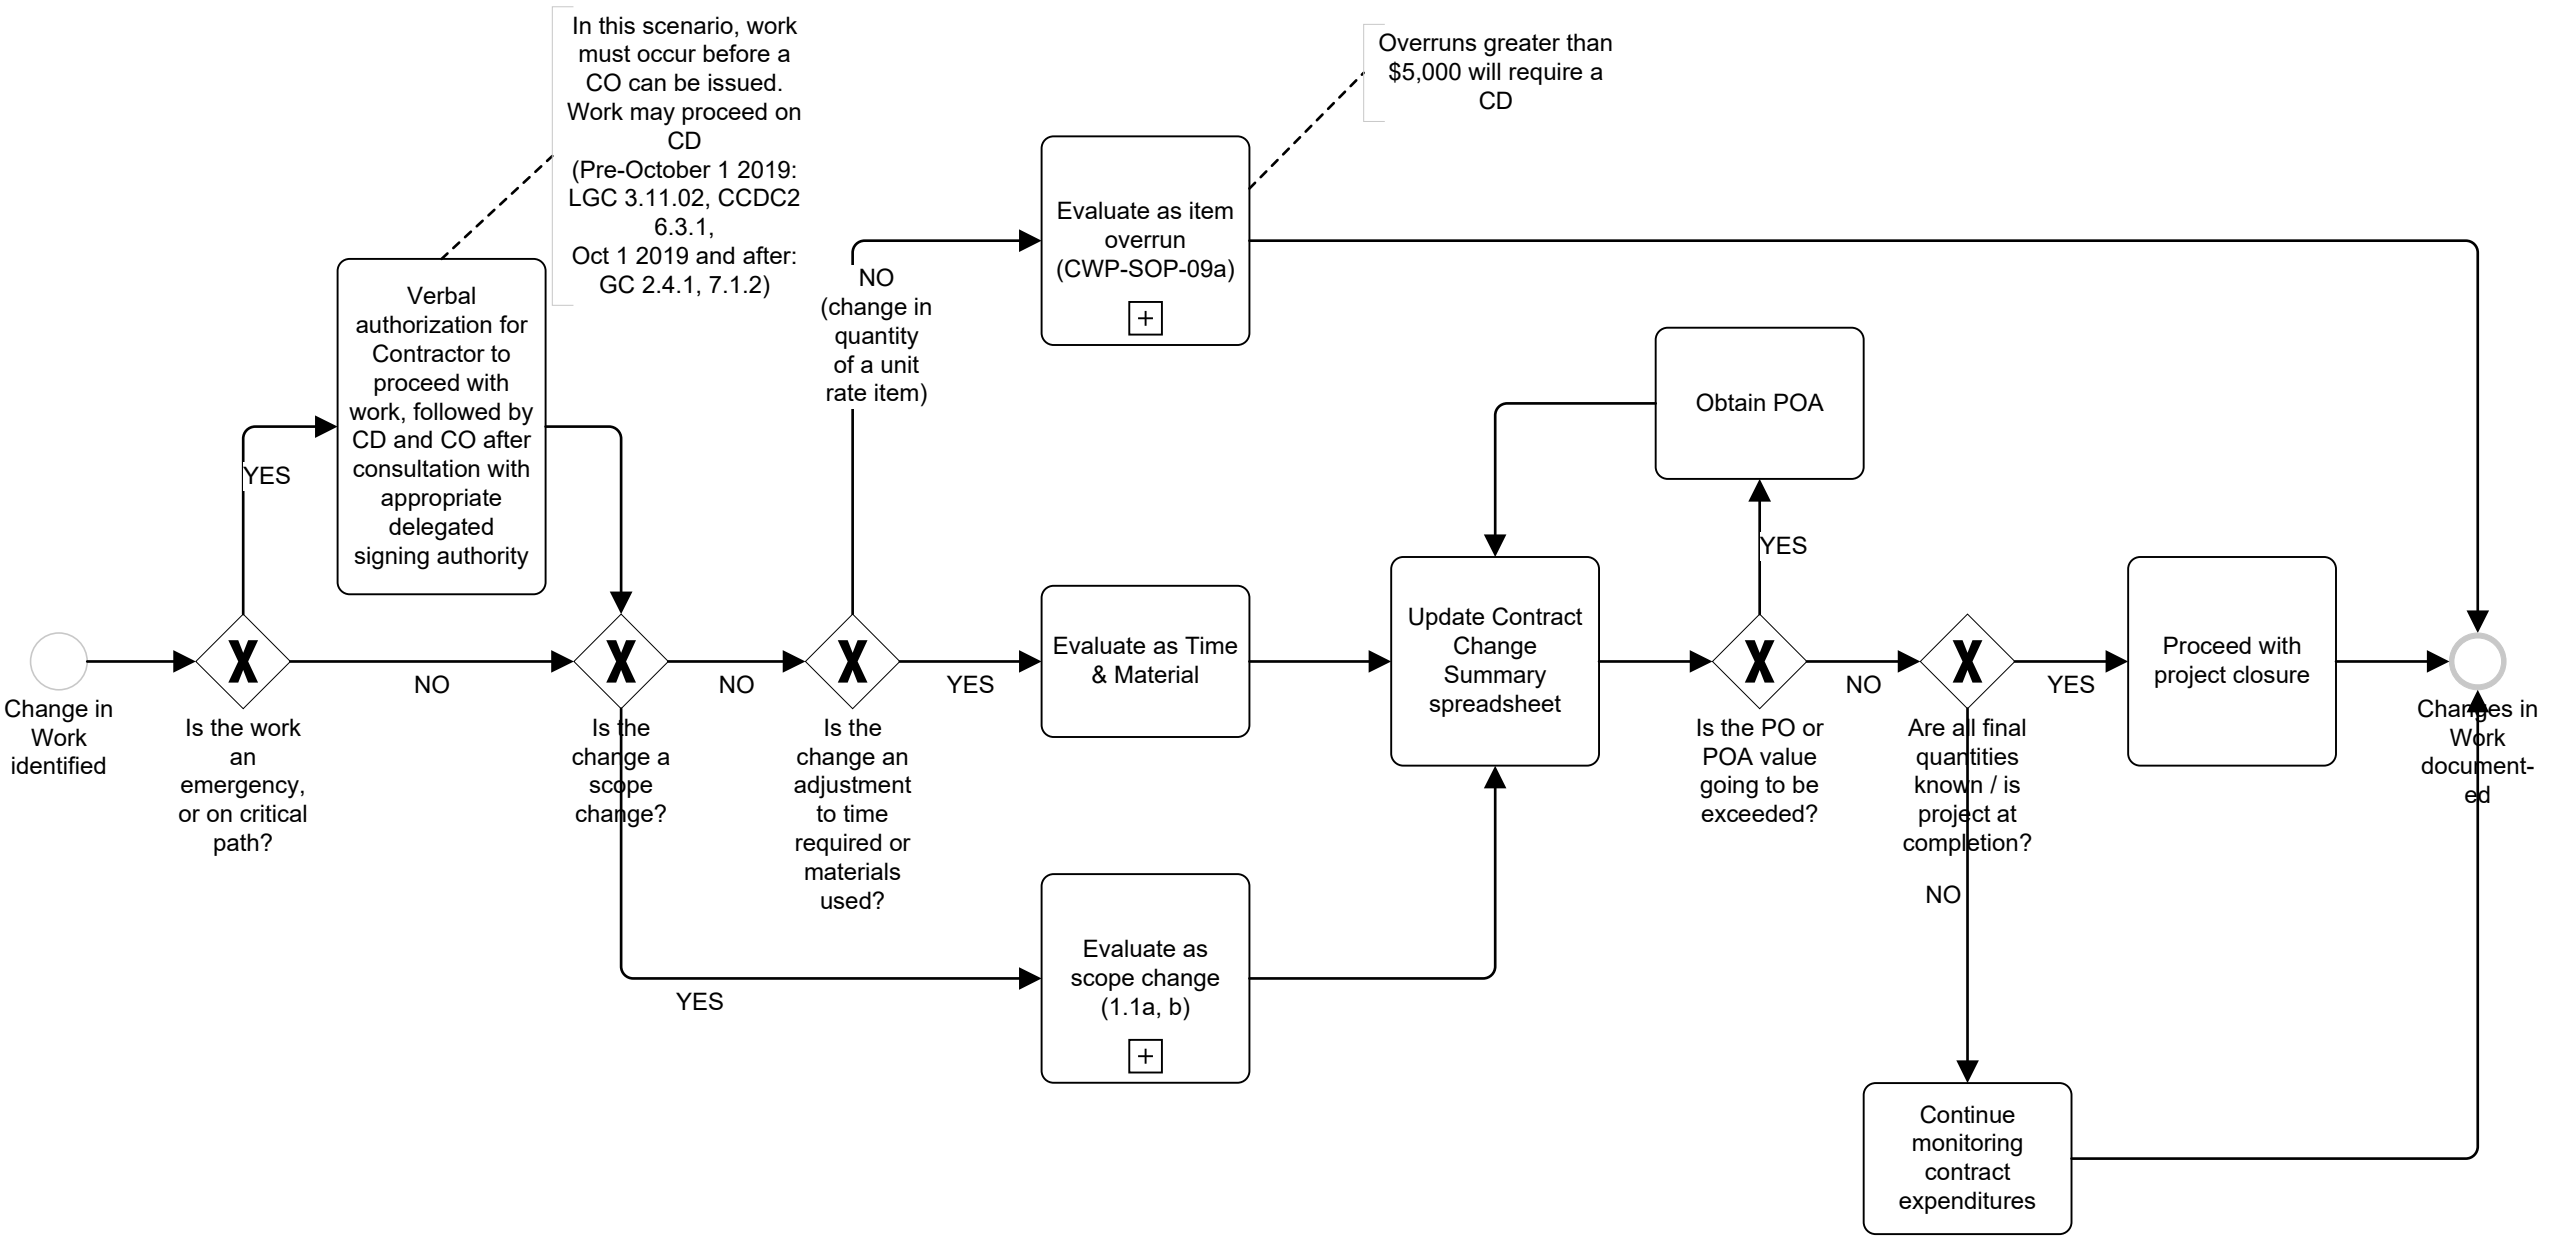 In this scenario, work
must occur before a
CO can be issued.
Work may proceed on
CD
(Pre-October 1 2019:
LGC 3.11.02, CCDC2
6.3.1,
Oct 1 2019 and after:
GC 2.4.1, 7.1.2)
Overruns greater than
$5,000 will require a
CD
Verbal
authorization for
Contractor to
proceed with
work, followed by
CD and CO after
consultation with
appropriate
delegated
signing authority
YES
NO
(change in
quantity
of a unit
rate item)
Evaluate as item
overrun
(CWP-SOP-09a)
Obtain POA
YES
Change in
Work
identified
X
Is the work
an
emergency,
or on critical
path?
NO
X
Is the
change a
scope
change?
NO
X
Is the
change an
adjustment
to time
required or
materials
used?
YES
Evaluate as Time
& Material
Update Contract
Change
Summary
spreadsheet
X
Is the PO or
POA value
going to be
exceeded?
NO
X
Are all final
quantities
known / is
project at
completion?
YES
Proceed with
project closure
Changes in
Work
document-
ed
YES
Evaluate as
scope change
(1.1a, b)
NO
Continue
monitoring
contract
expenditures